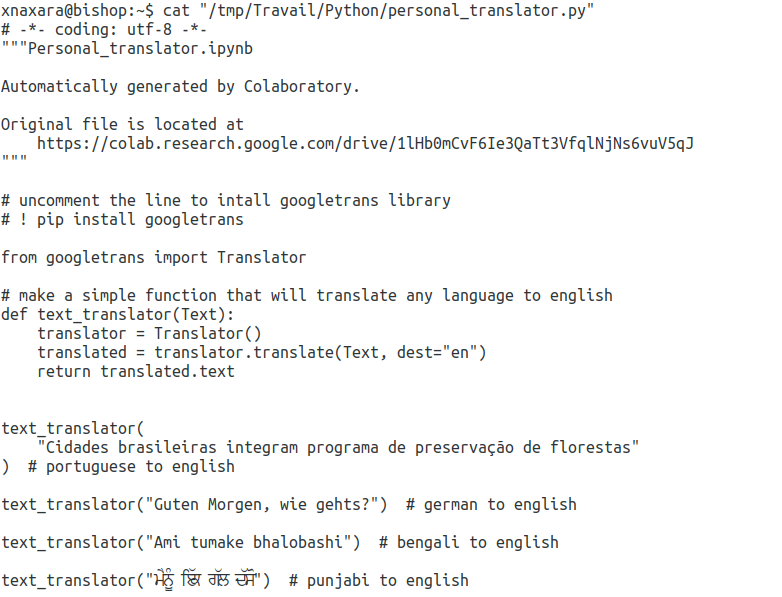 xnaxara@bishop:~$ cat "/tmp/Travail/Python/personal_translator.py"
# -*- coding: utf-8 -*-
"""Personal_translator.ipynb

Automatically generated by Colaboratory.

Original file is located at
    https://colab.research.google.com/drive/1lHb0mCvF6Ie3QaTt3VfqlNjNs6vuV5qJ
"""

# uncomment the line to intall googletrans library
# ! pip install googletrans

from googletrans import Translator

# make a simple function that will translate any language to english
def text_translator(Text):
    translator = Translator()
    translated = translator.translate(Text, dest="en")
    return translated.text


text_translator(
    "Cidades brasileiras integram programa de preservação de florestas"
)  # portuguese to english

text_translator("Guten Morgen, wie gehts?")  # german to english

text_translator("Ami tumake bhalobashi")  # bengali to english

text_translator("ਮੈਨੂੰ ਇੱਕ ਗੱਲ ਦੱਸੋ")  # punjabi to english